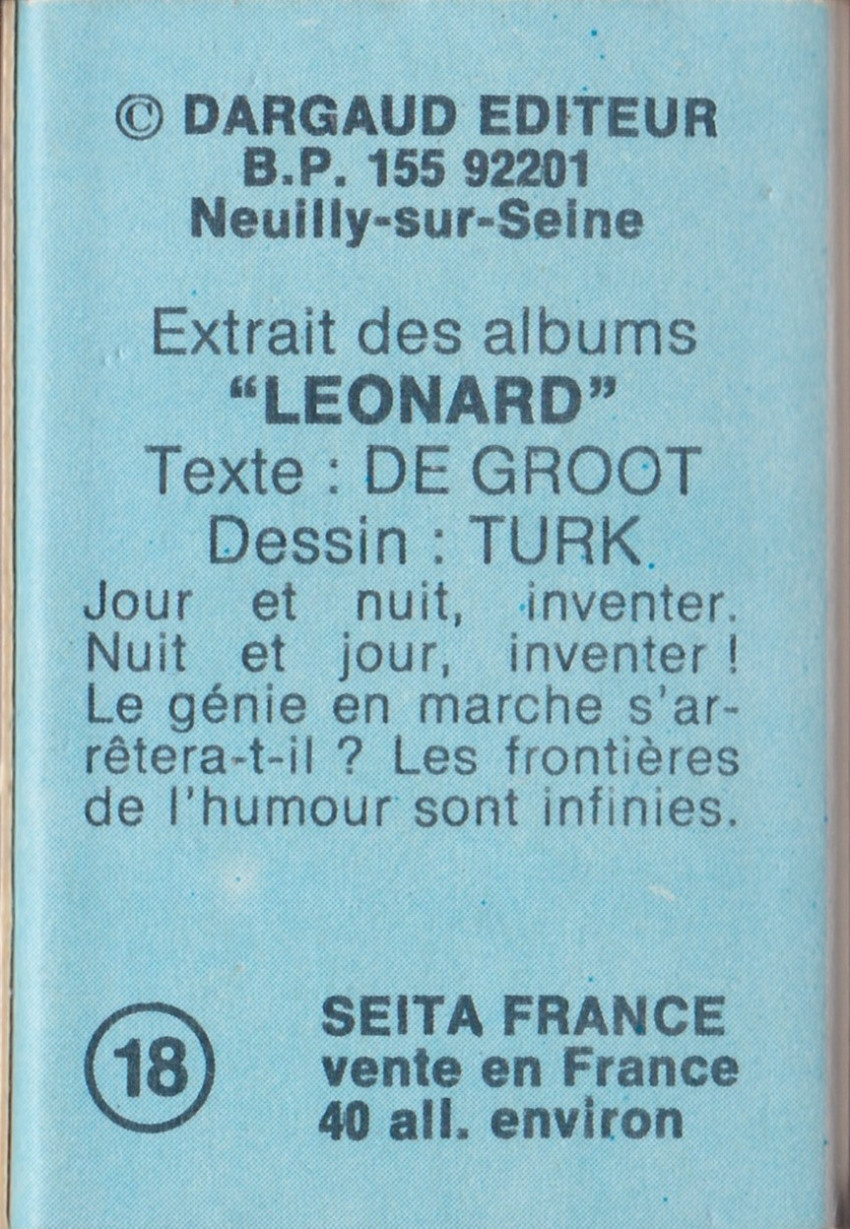 © DARGAUD EDITEUR
B.P. 155 92201
Neuilly-sur-Seine
Extrait des albums
“LEONARD”
Texte : DE GROOT
Dessin : TURK
Jour et nuit, inventer.
Nuit et jour, inventer !
Le génie en marche s'ar-
rêtera-t-il ? Les frontières
de l'humour sont infinies.
18
SEITA FRANCE
vente en France
40 all. environ